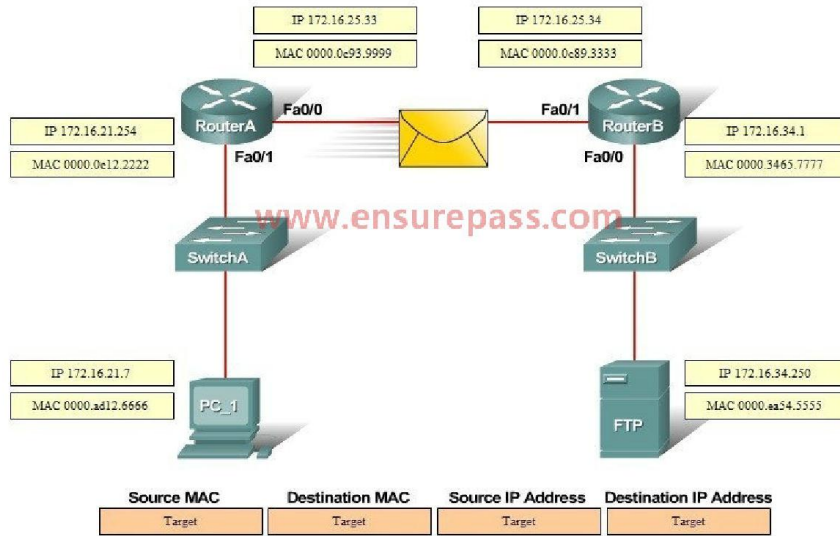 IP 172.16.25.33
IP 172.16.25.34
MAC 0000.0c93.9999
MAC 0000.0c89.3333
Fa0/0
Fa0/1
RouterA
RouterB
IP 172.16.21.254
IP 172.16.34.1
MAC 0000.0c12.2222
MAC 0000.3465.7777
Fa0/1
Fa0/0
www.ensurepass.com
SwitchA
SwitchB
IP 172.16.21.7
IP 172.16.34.250
MAC 0000.ad12.6666
MAC 0000.ea54.5555
PC_1
FTP
Source MAC
Destination MAC
Source IP Address
Destination IP Address
Target
Target
Target
Target